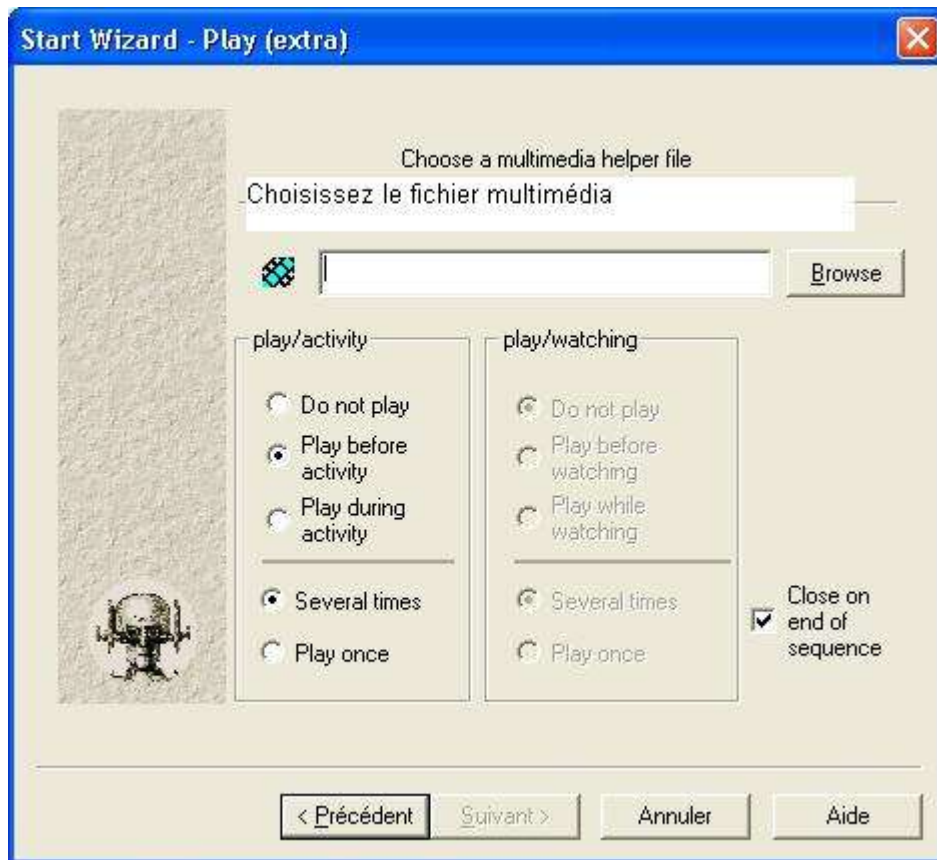 Start Wizard - Play (extra)
Choose a multimedia helper file
Choisissez le fichier multimédia
Browse
play/activity
Do not play
Play before
activity
Play during
activity
Several times
Play once
play/watching
Do not play
Play before
watching
Play while
watching
Several times
Play once
Close on
end of
sequence
< Précédent
Suivant >
Annuler
Aide